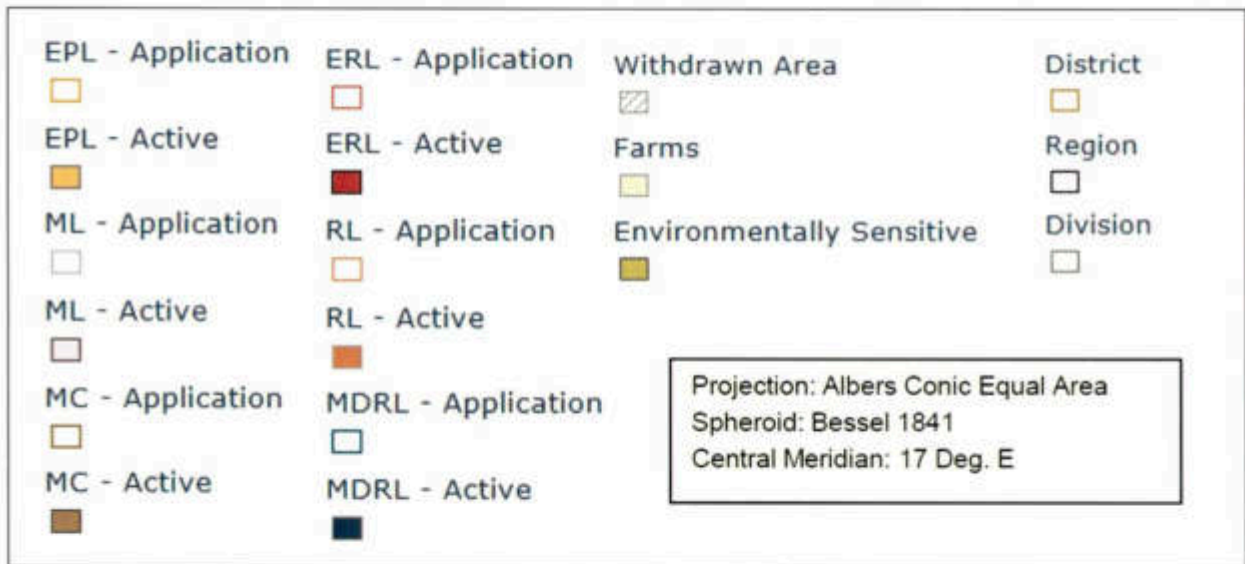 EPL - Application
EPL - Active
ML - Application
ML - Active
MC - Application
MC - Active
ERL - Application
ERL - Active
RL - Application
RL - Active
MDRL - Application
MDRL - Active
Withdrawn Area
Farms
Environmentally Sensitive
District
Region
Division
Projection: Albers Conic Equal Area
Spheroid: Bessel 1841
Central Meridian: 17 Deg. E